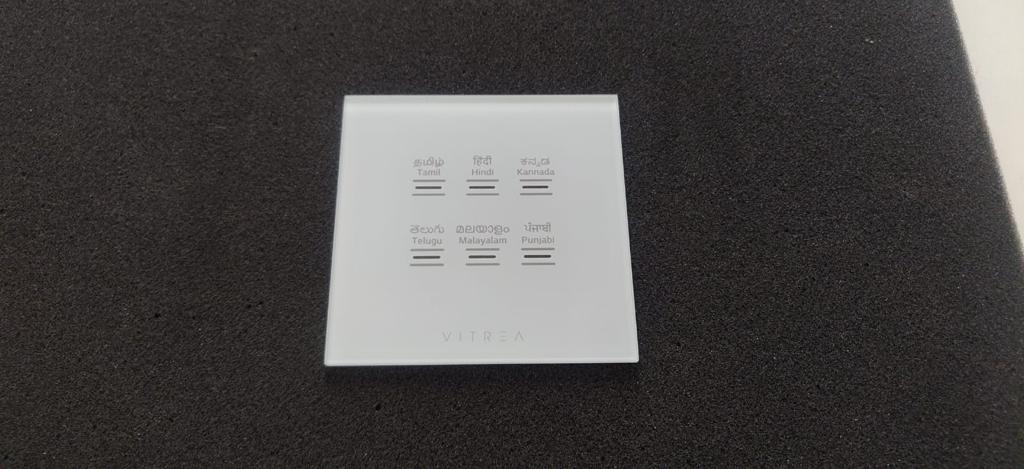 தமிழ் हिंदी ಕನ್ನಡ
Tamil Hindi Kannada
తెలుగు മലയാളം ਪੰਜਾਬੀ
Telugu Malayalam Punjabi
VITREA